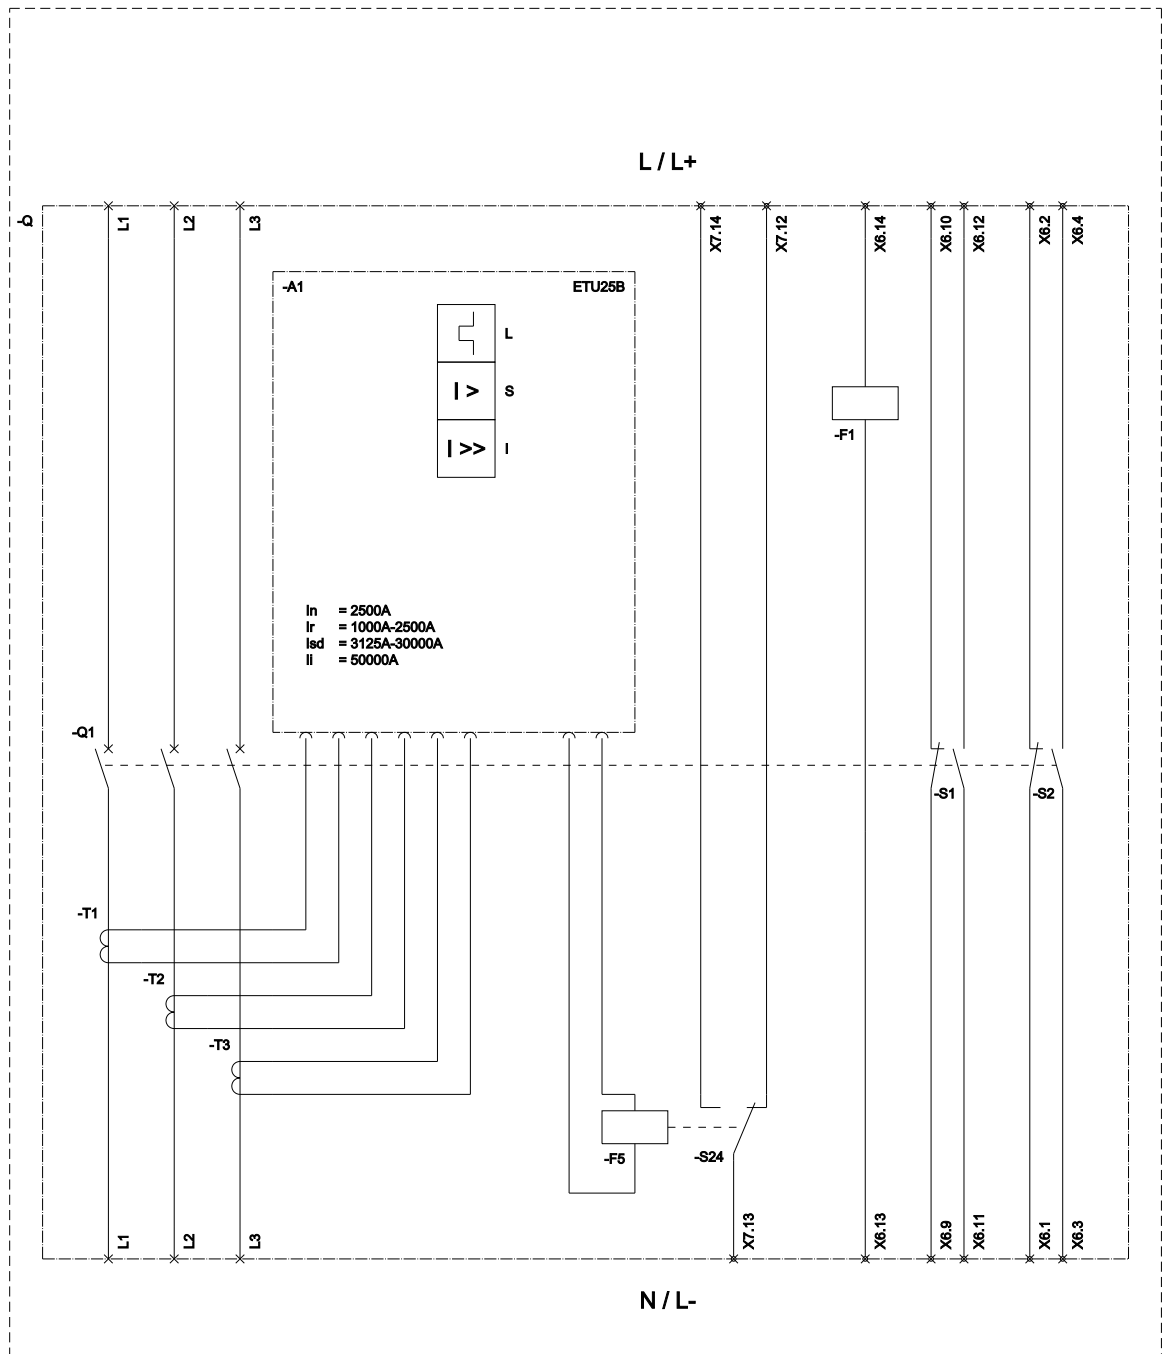 L / L+
-Q
L1
L2
L3
X7.14
X7.12
X6.14
X6.10
X6.12
X6.2
X6.4
-A1
ETU25B
L
I >
S
I >>
I
-F1
In = 2500A
Ir = 1000A-2500A
Isd = 3125A-30000A
Ii = 50000A
-Q1
-S1
-S2
-T1
-T2
-T3
-F5
-S24
L1
L2
L3
X7.13
X6.13
X6.9
X6.11
X6.1
X6.3
N / L-